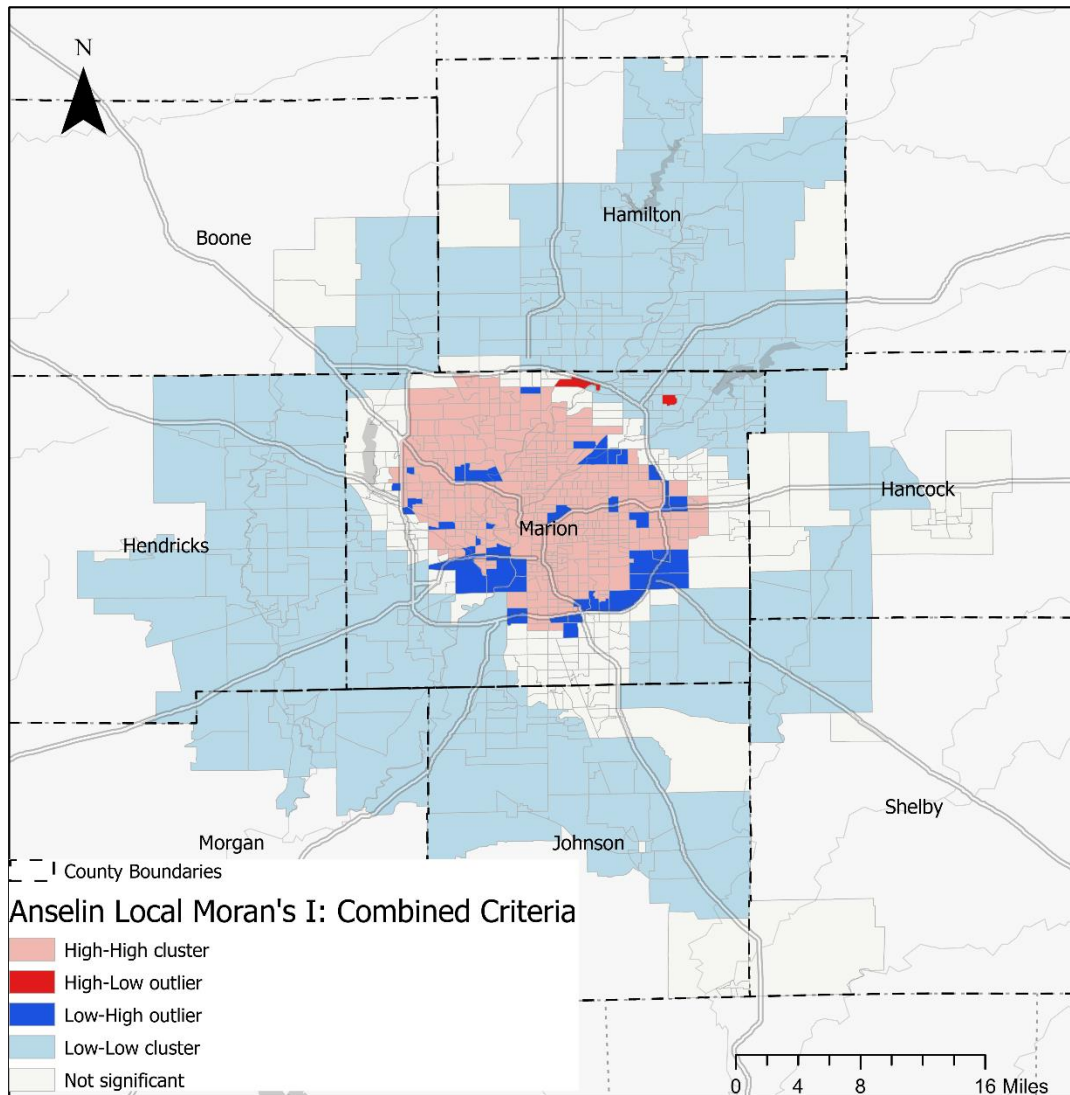 N
Hamilton
Boone
Hancock
Marion
Hendricks
Shelby
Morgan
Johnson
County Boundaries
Anselin Local Moran's I: Combined Criteria
High-High cluster
High-Low outlier
Low-High outlier
Low-Low cluster
Not significant
0 4 8 16 Miles